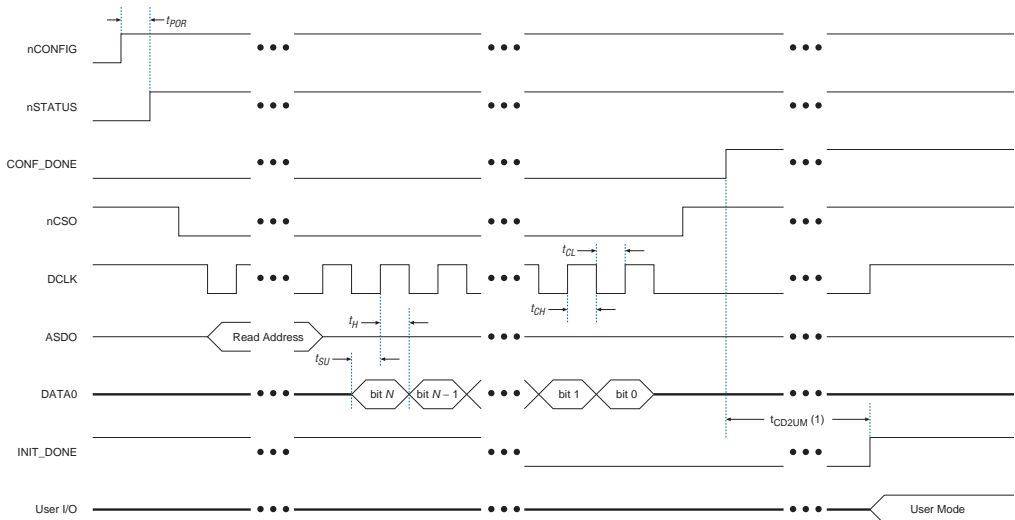 tPOR
nCONFIG
nSTATUS
CONF_DONE
nCSO
tCL
DCLK
tCH
tH
ASDO
Read Address
tSU
DATA0
bit N
bit N − 1
bit 1
bit 0
tCD2UM (1)
INIT_DONE
User I/O
User Mode